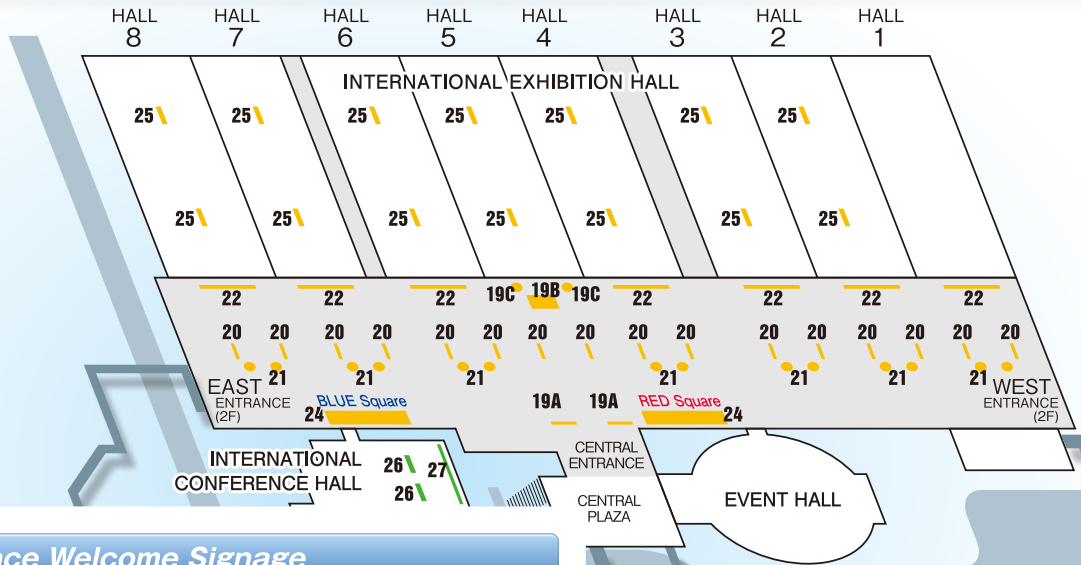 HALL HALL HALL HALL HALL HALL HALL HALL
8 7 6 5 4 3 2 1
INTERNATIONAL EXHIBITION HALL
25 25 25 25 25 25 25
25 25 25 25 25 25 25
22 22 22 19C 19B 19C 22 22 22 22
20 20 20 20 20 20 20 20 20 20 20 20 20 20 20 20
21 21 21 21 21 21 21
EAST
ENTRANCE
(2F)
WEST
ENTRANCE
(2F)
BLUE Square
24
19A 19A
RED Square
24
INTERNATIONAL
CONFERENCE HALL
26 27
26
CENTRAL
ENTRANCE
CENTRAL
PLAZA
EVENT HALL
Welcome Signage